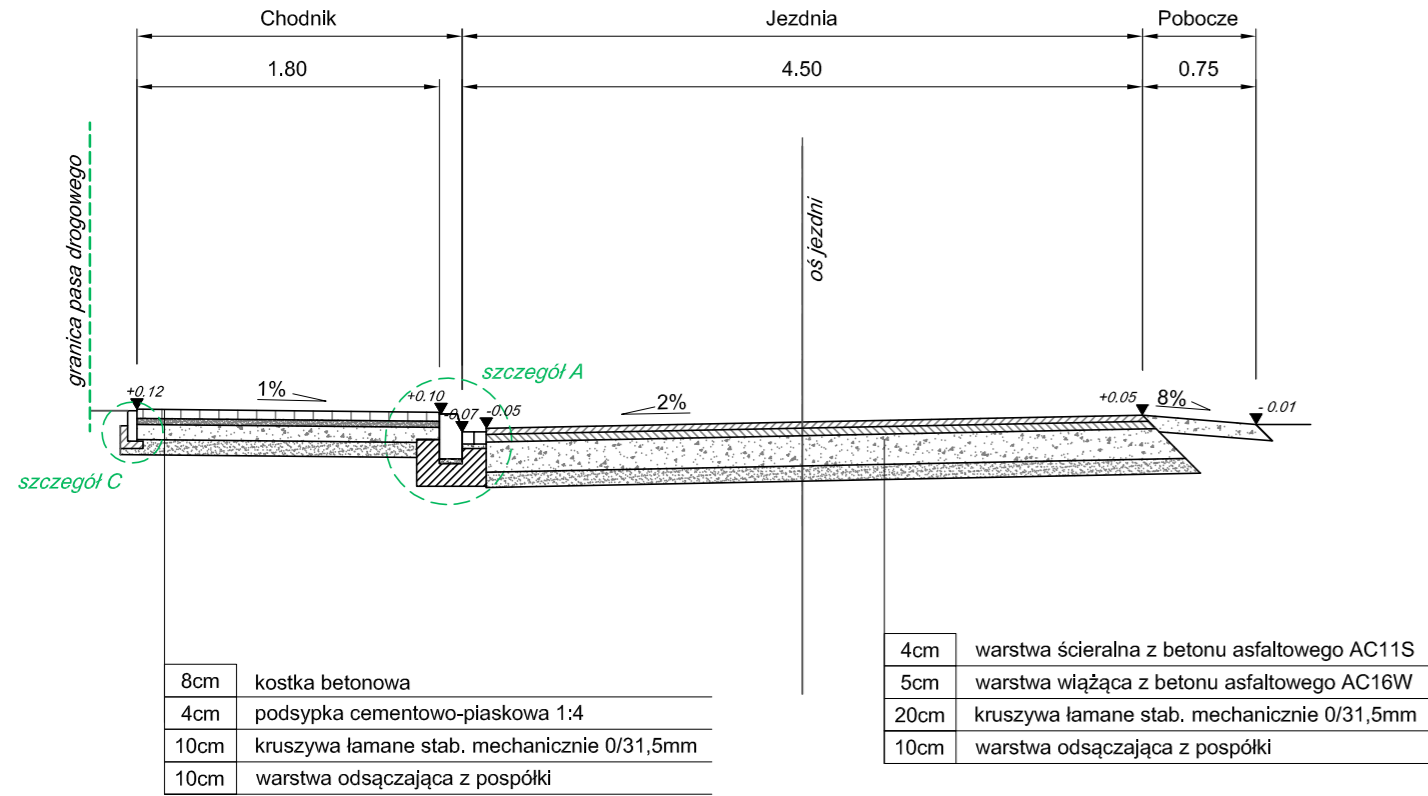 Chodnik
Jezdnia
Pobocze
1.80
4.50
0.75
granica pasa drogowego
oś jezdni
szczegół A
+0.12
1%
+0.10
-0.07
-0.05
2%
+0.05
8%
- 0.01
szczegół C
4cm warstwa ścieralna z betonu asfaltowego AC11S
5cm warstwa wiążąca z betonu asfaltowego AC16W
20cm kruszywa łamane stab. mechanicznie 0/31,5mm
10cm warstwa odsączająca z pospółki
8cm kostka betonowa
4cm podsypka cementowo-piaskowa 1:4
10cm kruszywa łamane stab. mechanicznie 0/31,5mm
10cm warstwa odsączająca z pospółki